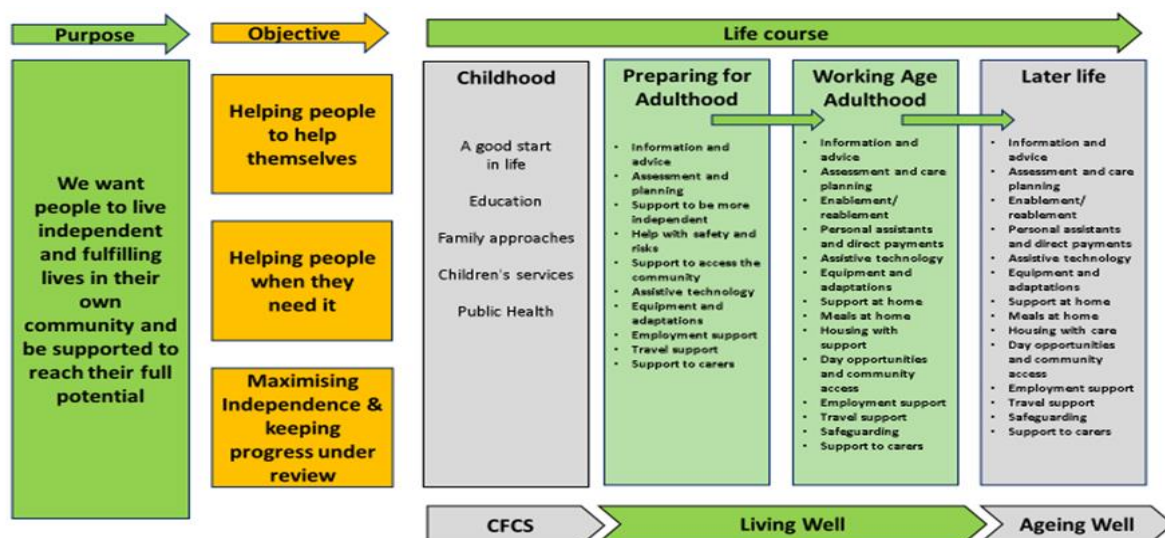 Purpose
We want
people to live
independent
and fulfilling
lives in their
own
community and
be supported to
reach their full
potential
Objective
Helping people
to help
themselves
Helping people
when they
need it
Maximising
Independence &
keeping
progress under
review
Life course
Childhood
A good start
in life
Education
Family approaches
Children's services
Public Health
Preparing for
Adulthood
• Information and
advice
• Assessment and
planning
• Support to be more
independent
• Help with safety and
risks
• Support to access the
community
• Assistive technology
• Equipment and
adaptations
• Employment support
• Travel support
• Support to carers
Working Age
Adulthood
• Information and
advice
• Assessment and care
planning
• Enablement/
reablement
• Personal assistants
and direct payments
• Assistive technology
• Equipment and
adaptations
• Support at home
• Meals at home
• Housing with
support
• Day opportunities
and community
access
• Employment support
• Travel support
• Safeguarding
• Support to carers
Later life
• Information and
advice
• Assessment and care
planning
• Enablement/
reablement
• Personal assistants
and direct payments
• Assistive technology
• Equipment and
adaptations
• Support at home
• Meals at home
• Housing with care
• Day opportunities
and community
access
• Employment support
• Travel support
• Safeguarding
• Support to carers
CFCS
Living Well
Ageing Well